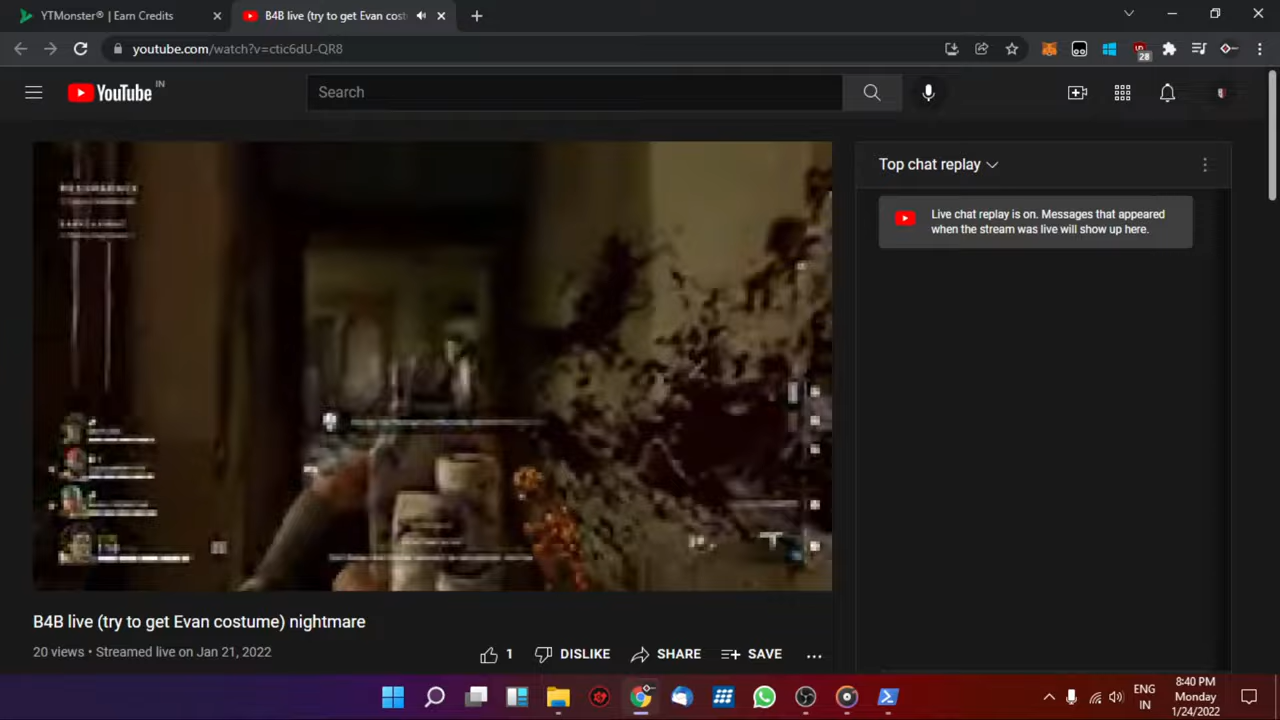 YTMonster® | Earn Credits
B4B live (try to get Evan cost
youtube.com/watch?v=ctic6dU-QR8
28
YouTube IN
Search
Top chat replay
Live chat replay is on. Messages that appeared
when the stream was live will show up here.
B4B live (try to get Evan costume) nightmare
20 views • Streamed live on Jan 21, 2022
1
DISLIKE
SHARE
SAVE
ENG
IN
8:40 PM
Monday
1/24/2022